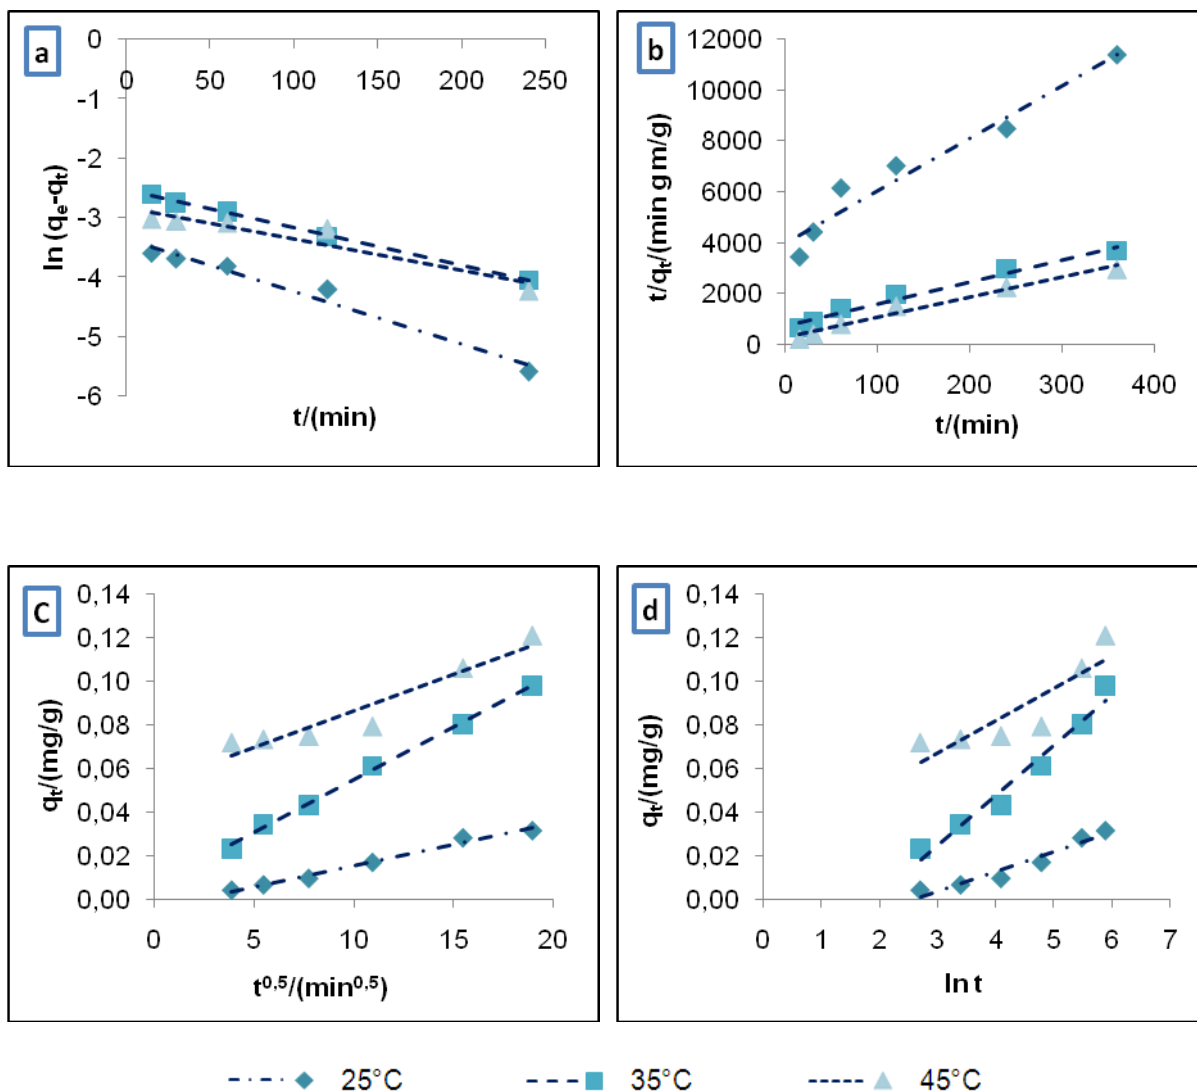 a
0
0 50 100 150 200 250
-1
-2
-3
-4
-5
-6
ln (qe-qt)
t/(min)
b
12000
10000
8000
6000
4000
2000
0
0 100 200 300 400
t/qt/(min gm/g)
t/(min)
C
0,14
0,12
0,10
0,08
0,06
0,04
0,02
0,00
0 5 10 15 20
qt/(mg/g)
t0,5/(min0,5)
d
0,14
0,12
0,10
0,08
0,06
0,04
0,02
0,00
0 1 2 3 4 5 6 7
qt/(mg/g)
ln t
25°C 35°C 45°C